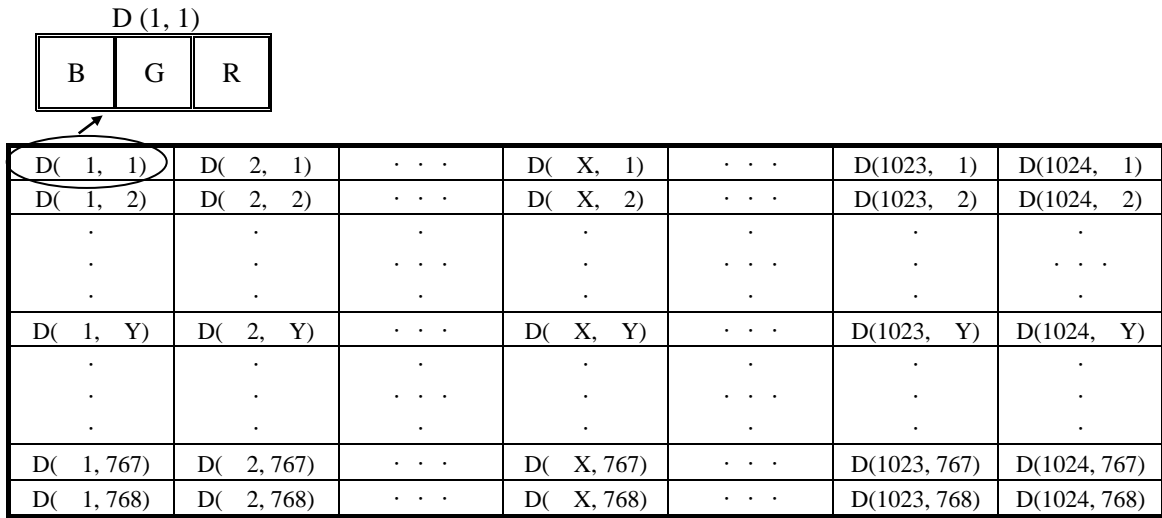 D (1, 1)
B G R
D( 1, 1) D( 2, 1) · · · D( X, 1) · · · D(1023, 1) D(1024, 1)
D( 1, 2) D( 2, 2) · · · D( X, 2) · · · D(1023, 2) D(1024, 2)
· · · · · · ·
· · · · · · · · · · · · ·
· · · · · · ·
D( 1, Y) D( 2, Y) · · · D( X, Y) · · · D(1023, Y) D(1024, Y)
· · · · · · ·
· · · · · · · · · · ·
· · · · · · ·
D( 1, 767) D( 2, 767) · · · D( X, 767) · · · D(1023, 767) D(1024, 767)
D( 1, 768) D( 2, 768) · · · D( X, 768) · · · D(1023, 768) D(1024, 768)